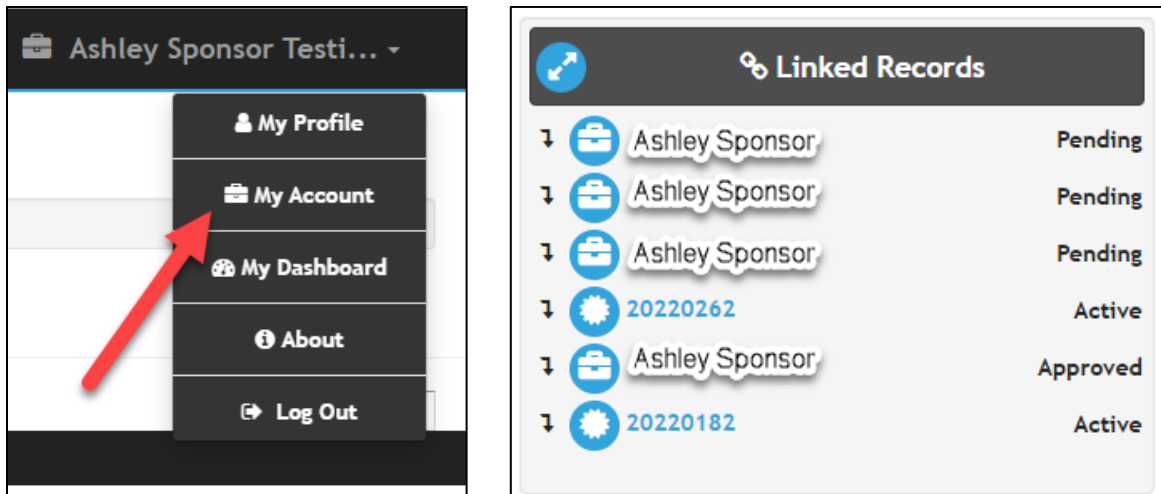 Ashley Sponsor Testi...
My Profile
My Account
My Dashboard
About
Log Out
Linked Records
Ashley Sponsor Pending
Ashley Sponsor Pending
Ashley Sponsor Pending
20220262 Active
Ashley Sponsor Approved
20220182 Active